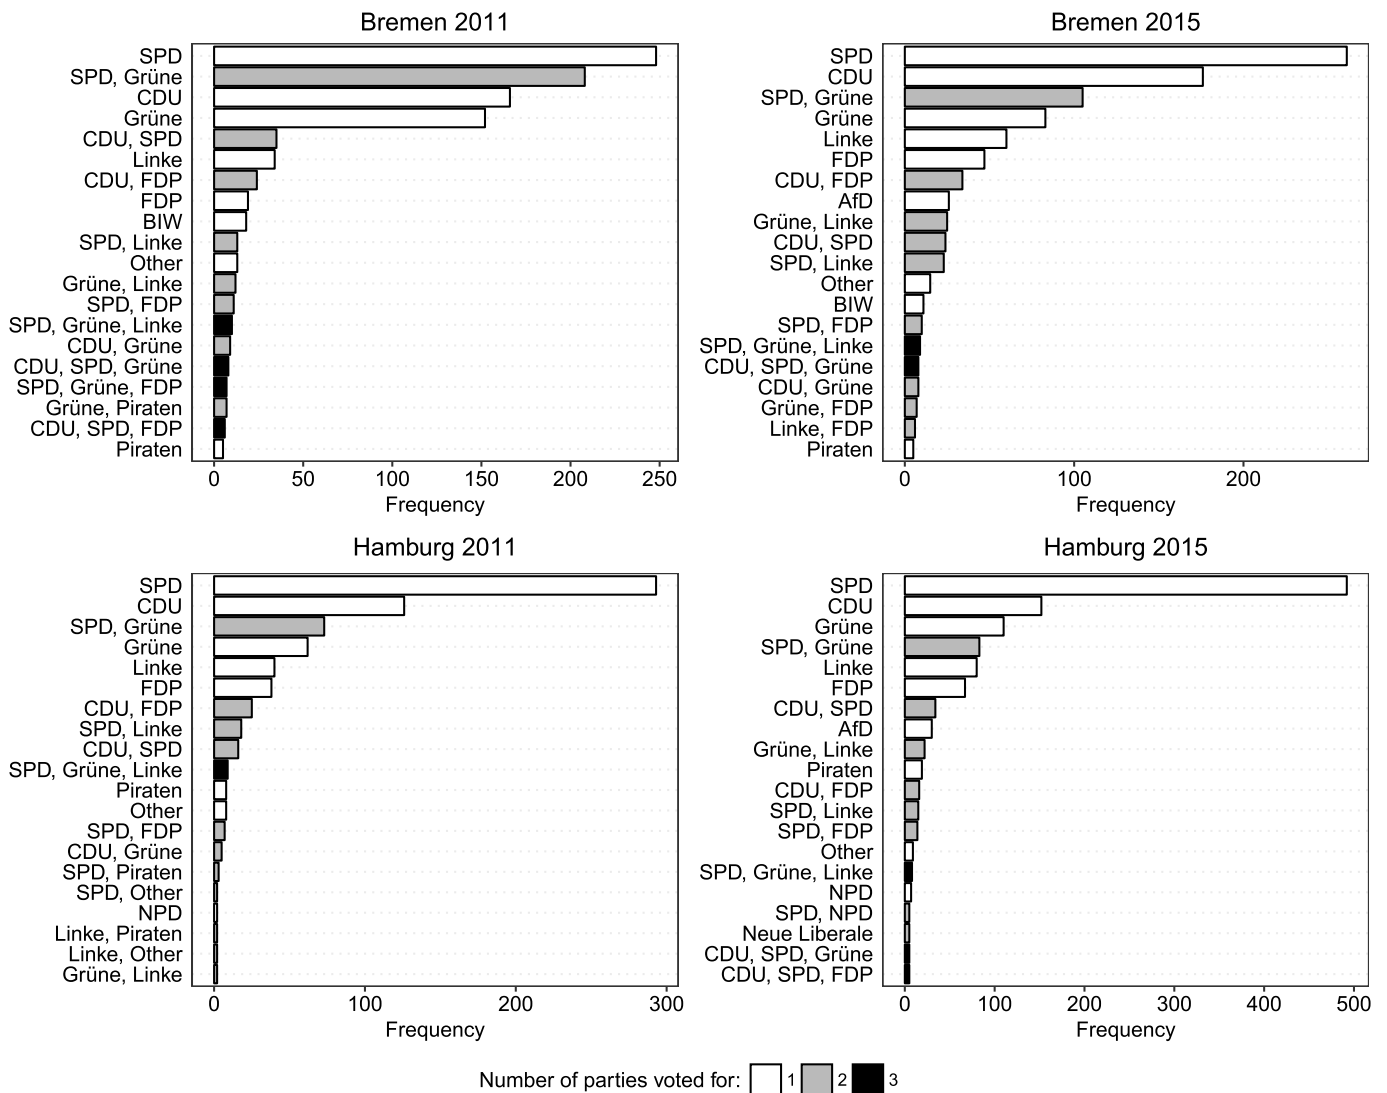 Bremen 2011
SPD
SPD, Grüne
CDU
Grüne
CDU, SPD
Linke
CDU, FDP
FDP
BIW
SPD, Linke
Other
Grüne, Linke
SPD, FDP
SPD, Grüne, Linke
CDU, Grüne
CDU, SPD, Grüne
SPD, Grüne, FDP
Grüne, Piraten
CDU, SPD, FDP
Piraten
0 50 100 150 200 250
Frequency
Bremen 2015
SPD
CDU
SPD, Grüne
Grüne
Linke
FDP
CDU, FDP
AfD
Grüne, Linke
CDU, SPD
SPD, Linke
Other
BIW
SPD, FDP
SPD, Grüne, Linke
CDU, SPD, Grüne
CDU, Grüne
Grüne, FDP
Linke, FDP
Piraten
0 100 200
Frequency
Hamburg 2011
SPD
CDU
SPD, Grüne
Grüne
Linke
FDP
CDU, FDP
SPD, Linke
CDU, SPD
SPD, Grüne, Linke
Piraten
Other
SPD, FDP
CDU, Grüne
SPD, Piraten
SPD, Other
NPD
Linke, Piraten
Linke, Other
Grüne, Linke
0 100 200 300
Frequency
Hamburg 2015
SPD
CDU
Grüne
SPD, Grüne
Linke
FDP
CDU, SPD
AfD
Grüne, Linke
Piraten
CDU, FDP
SPD, Linke
SPD, FDP
Other
SPD, Grüne, Linke
NPD
SPD, NPD
Neue Liberale
CDU, SPD, Grüne
CDU, SPD, FDP
0 100 200 300 400 500
Frequency
Number of parties voted for: 1 2 3